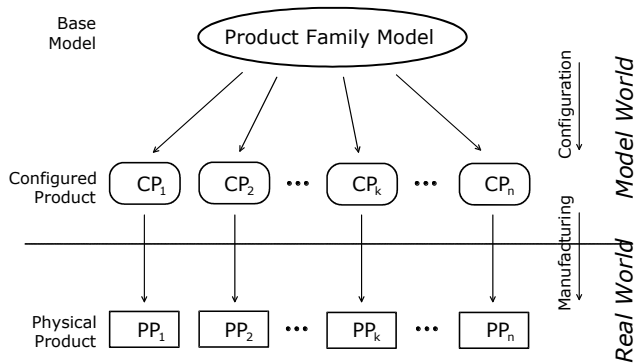 Base
Model
Product Family Model
Configuration
Model World
Configured
Product
CP₁
CP₂
•••
CPₖ
•••
CPₙ
Manufacturing
Real World
Physical
Product
PP₁
PP₂
•••
PPₖ
•••
PPₙ